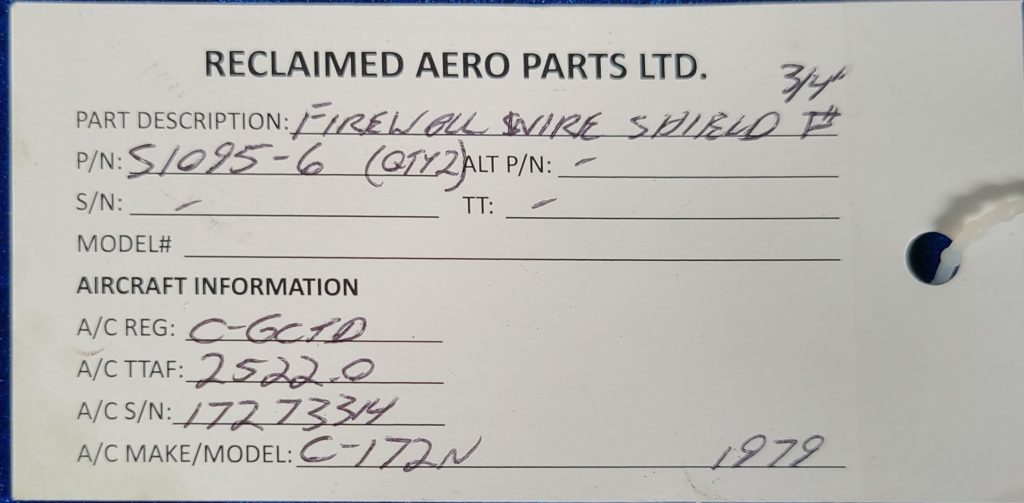 RECLAIMED AERO PARTS LTD.
3/4"
PART DESCRIPTION: FIREWALL WIRE SHIELD
P/N: S1095-6 (QTY2) ALT P/N: -
S/N: - TT: -
MODEL#
AIRCRAFT INFORMATION
A/C REG: C-GCTD
A/C TTAF: 2522.0
A/C S/N: 17273314
A/C MAKE/MODEL: C-172N 1979